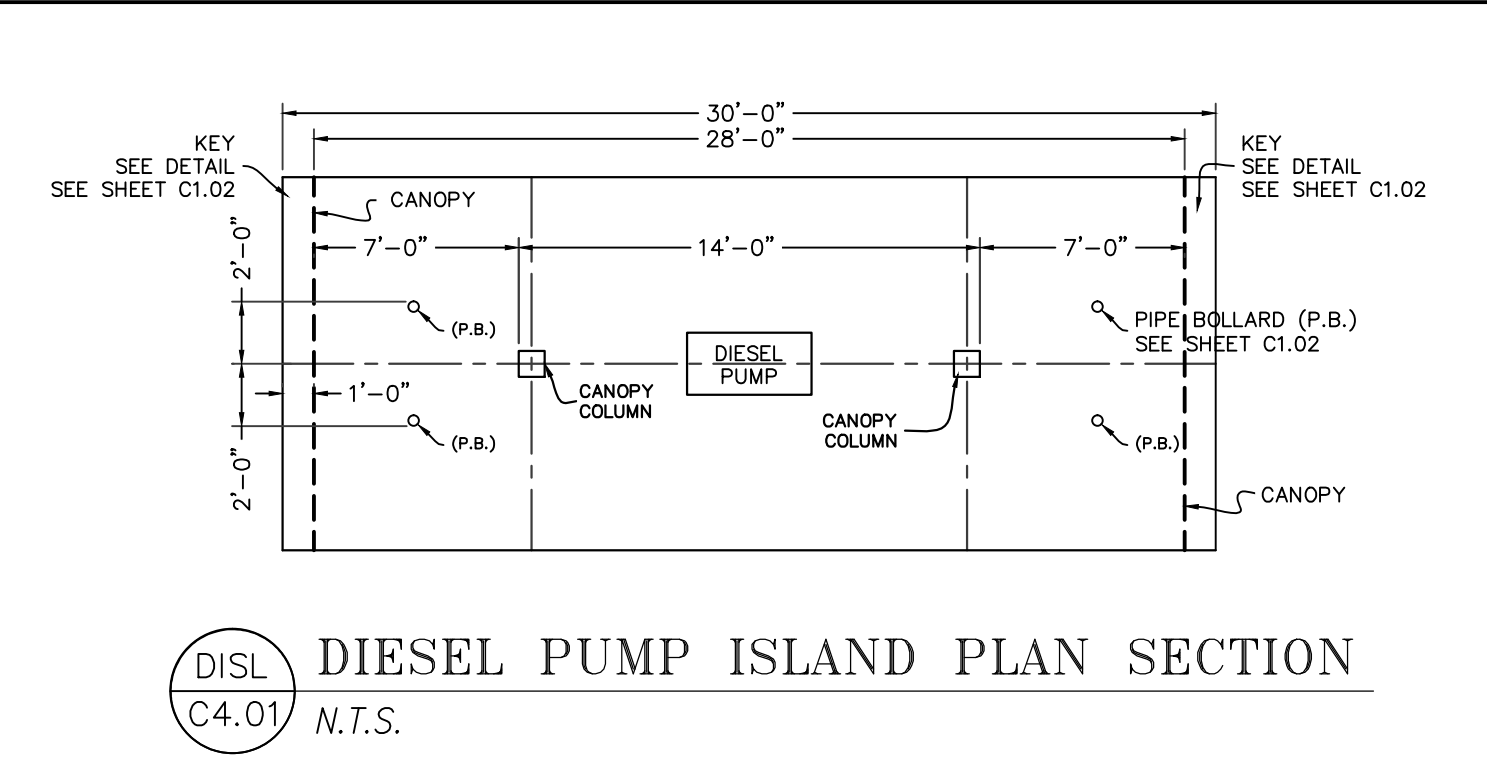 30'-0"
28'-0"
KEY
SEE DETAIL
SEE SHEET C1.02
KEY
SEE DETAIL
SEE SHEET C1.02
CANOPY
2'-0"
7'-0"
14'-0"
7'-0"
(P.B.)
PIPE BOLLARD (P.B.)
SEE SHEET C1.02
DIESEL
PUMP
1'-0"
CANOPY
COLUMN
CANOPY
COLUMN
(P.B.)
(P.B.)
2'-0"
CANOPY
DISL
C4.01
DIESEL PUMP ISLAND PLAN SECTION
N.T.S.